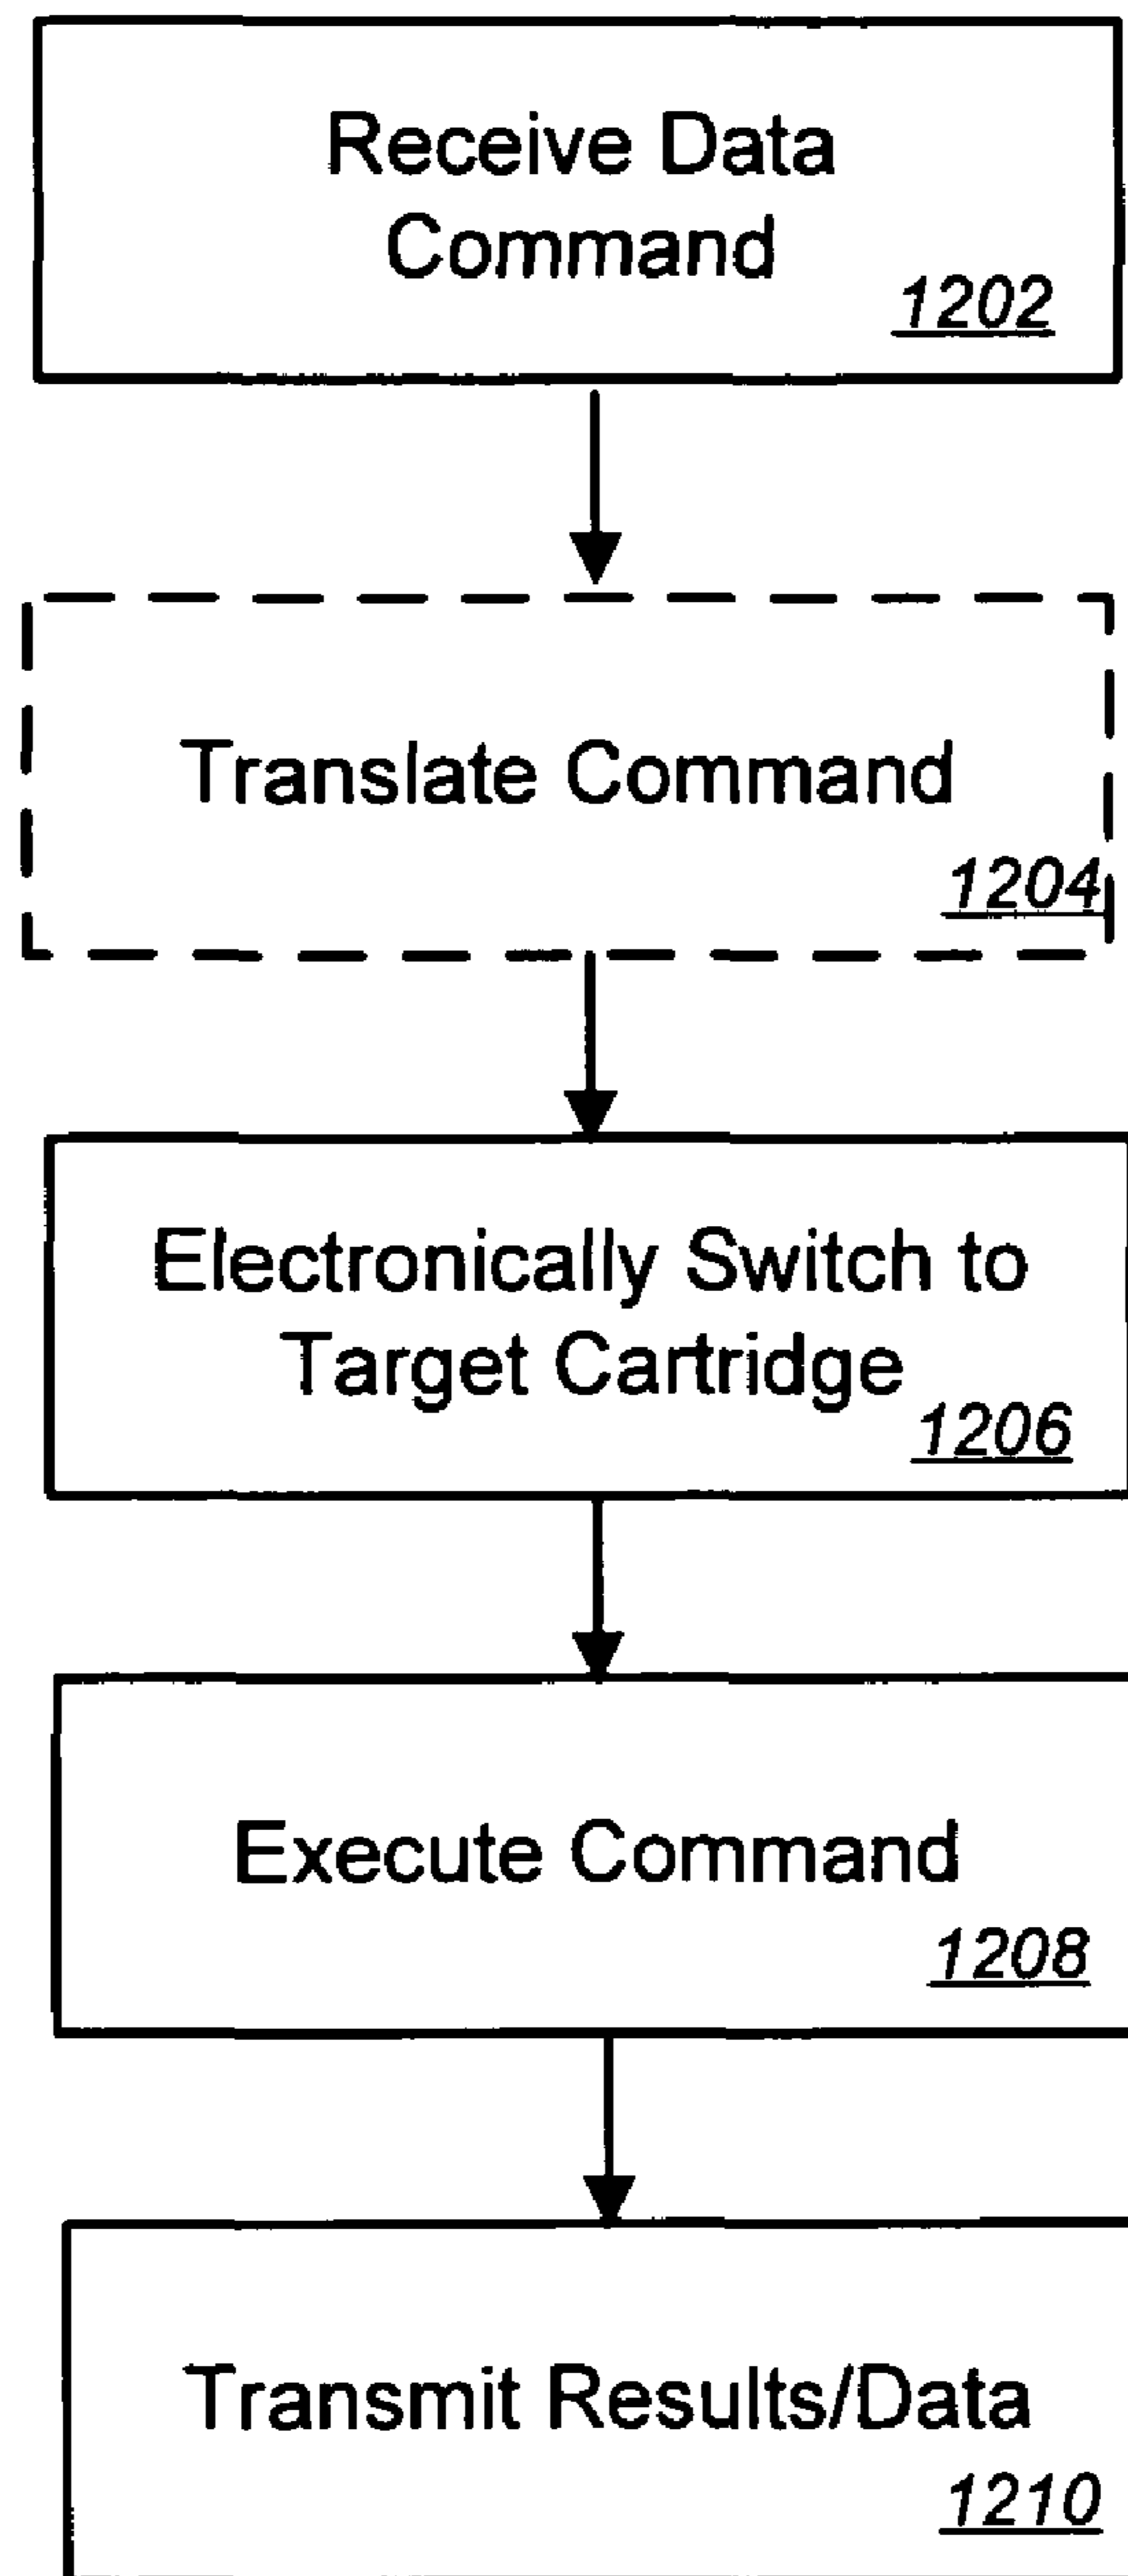 Receive Data
Command
1202
Translate Command
1204
Electronically Switch to
Target Cartridge
1206
Execute Command
1208
Transmit Results/Data
1210